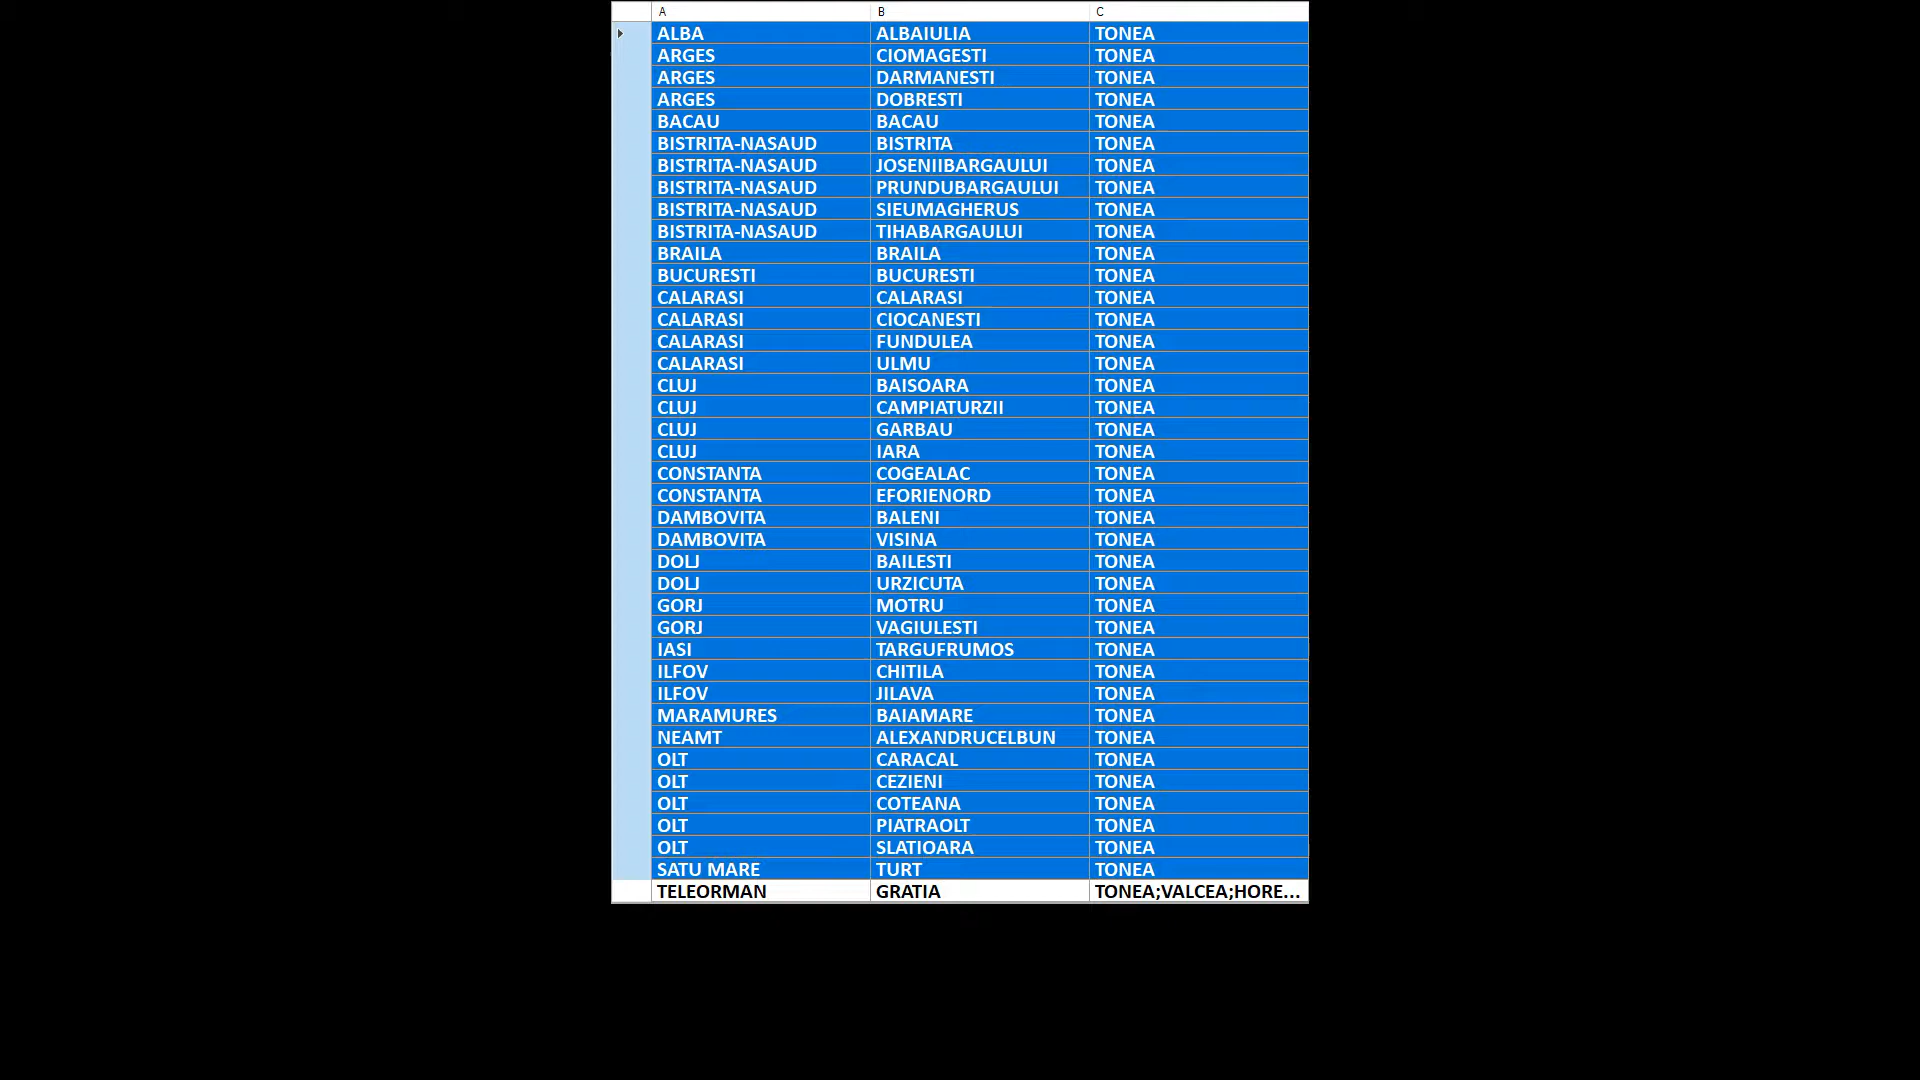 A B C
ALBA ALBAIULIA TONEA
ARGES CIOMAGESTI TONEA
ARGES DARMANESTI TONEA
ARGES DOBRESTI TONEA
BACAU BACAU TONEA
BISTRITA-NASAUD BISTRITA TONEA
BISTRITA-NASAUD JOSENIIBARGAULUI TONEA
BISTRITA-NASAUD PRUNDUBARGAULUI TONEA
BISTRITA-NASAUD SIEUMAGHERUS TONEA
BISTRITA-NASAUD TIHABARGAULUI TONEA
BRAILA BRAILA TONEA
BUCURESTI BUCURESTI TONEA
CALARASI CALARASI TONEA
CALARASI CIOCANESTI TONEA
CALARASI FUNDULEA TONEA
CALARASI ULMU TONEA
CLUJ BAISOARA TONEA
CLUJ CAMPIATURZII TONEA
CLUJ GARBAU TONEA
CLUJ IARA TONEA
CONSTANTA COGEALAC TONEA
CONSTANTA EFORIENORD TONEA
DAMBOVITA BALENI TONEA
DAMBOVITA VISINA TONEA
DOLJ BAILESTI TONEA
DOLJ URZICUTA TONEA
GORJ MOTRU TONEA
GORJ VAGIULESTI TONEA
IASI TARGUFRUMOS TONEA
ILFOV CHITILA TONEA
ILFOV JILAVA TONEA
MARAMURES BAIAMARE TONEA
NEAMT ALEXANDRUCELBUN TONEA
OLT CARACAL TONEA
OLT CEZIENI TONEA
OLT COTEANA TONEA
OLT PIATRAOLT TONEA
OLT SLATIOARA TONEA
SATU MARE TURT TONEA
TELEORMAN GRATIA TONEA;VALCEA;HORE...